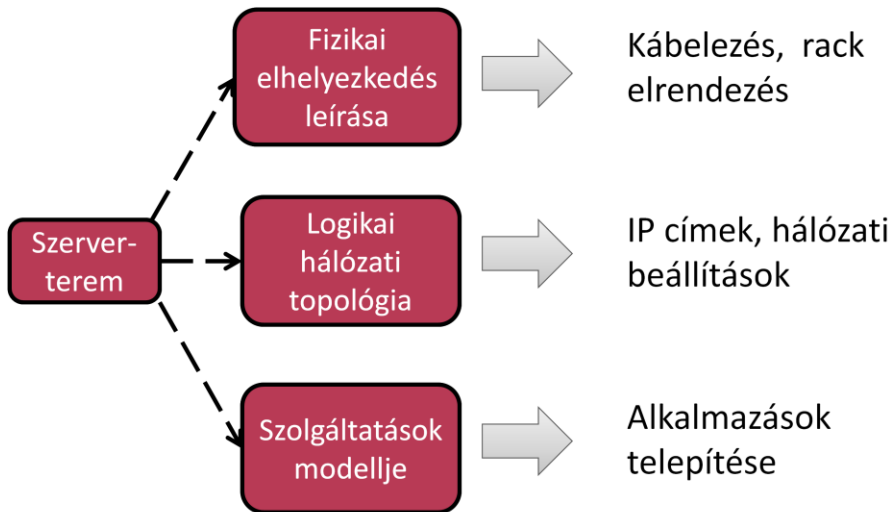 Fizikai
elhelyezkedés
leírása
Kábelezés, rack
elrendezés
Szerver-
terem
Logikai
hálózati
topológia
IP címek, hálózati
beállítások
Szolgáltatások
modellje
Alkalmazások
telepítése